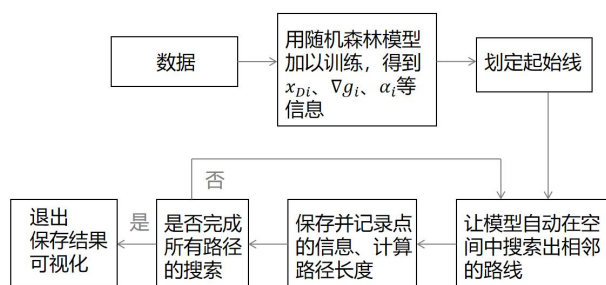 数据
用随机森林模型
加以训练，得到
$x_{Di}$、$\nabla g_i$、$\alpha_i$等
信息
划定起始线
让模型自动在空
间中搜索出相邻
的路线
保存并记录点
的信息、计算
路径长度
是否完成
所有路径
的搜索
否
是
退出
保存结果
可视化